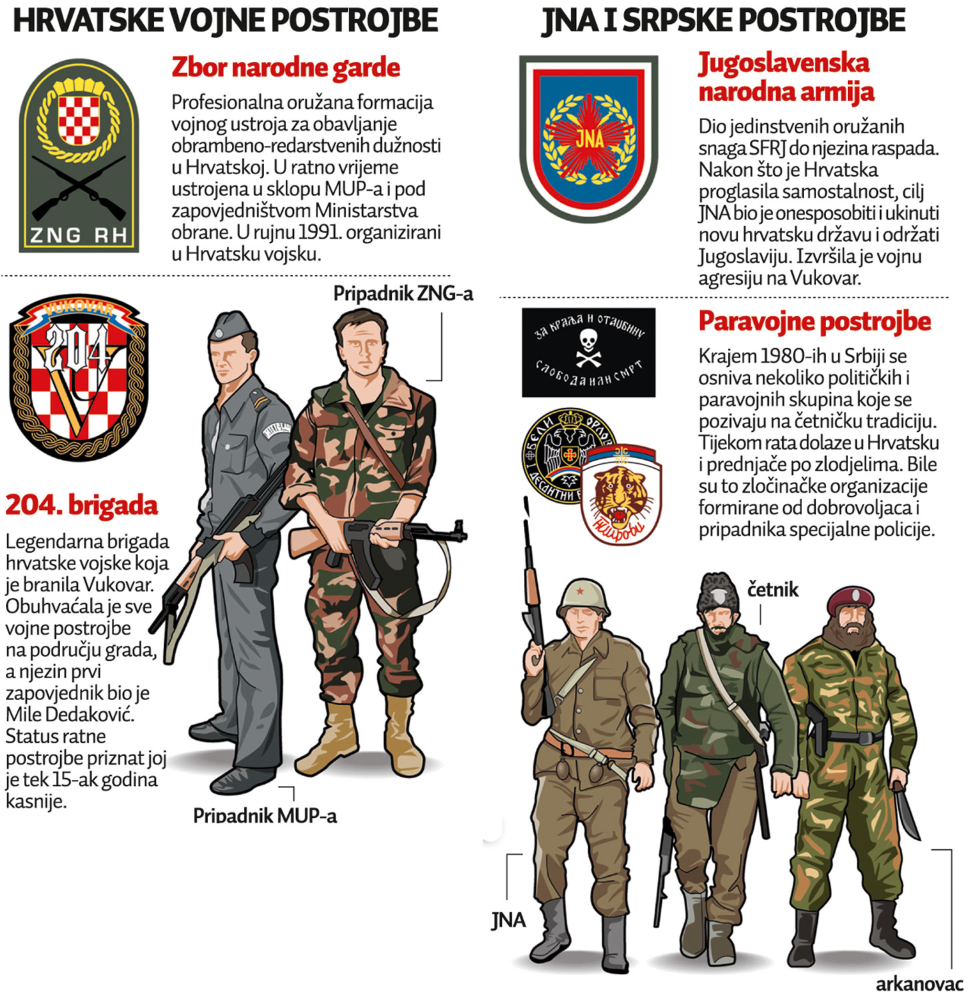 HRVATSKE VOJNE POSTROJBE
Zbor narodne garde
Profesionalna oružana formacija
vojnog ustroja za obavljanje
obrambeno-redarstvenih dužnosti
u Hrvatskoj. U ratno vrijeme
ustrojena u sklopu MUP-a i pod
zapovjedništvom Ministarstva
obrane. U rujnu 1991. organizirani
u Hrvatsku vojsku.
ZNG RH
VUKOVAR
204
V
Pripadnik ZNG-a
204. brigada
Legendarna brigada
hrvatske vojske koja
je branila Vukovar.
Obuhvaćala je sve
vojne postrojbe
na području grada,
a njezin prvi
zapovjednik bio je
Mile Dedaković.
Status ratne
postrojbe priznat joj
je tek 15-ak godina
kasnije.
Pripadnik MUP-a
JNA I SRPSKE POSTROJBE
JNA
Jugoslavenska
narodna armija
Dio jedinstvenih oružanih
snaga SFRJ do njezina raspada.
Nakon što je Hrvatska
proglasila samostalnost, cilj
JNA bio je onesposobiti i ukinuti
novu hrvatsku državu i održati
Jugoslaviju. Izvršila je vojnu
agresiju na Vukovar.
ЗА КРАЉА И ОТАЏБИНУ
СЛОБОДА ИЛИ СМРТ
БЕЛИ ОРЛОВ
Тигрови
Paravojne postrojbe
Krajem 1980-ih u Srbiji se
osniva nekoliko političkih i
paravojnih skupina koje se
pozivaju na četničku tradiciju.
Tijekom rata dolaze u Hrvatsku
i prednjače po zlodjelima. Bile
su to zločinačke organizacije
formirane od dobrovoljaca i
pripadnika specijalne policije.
četnik
JNA
arkanovac